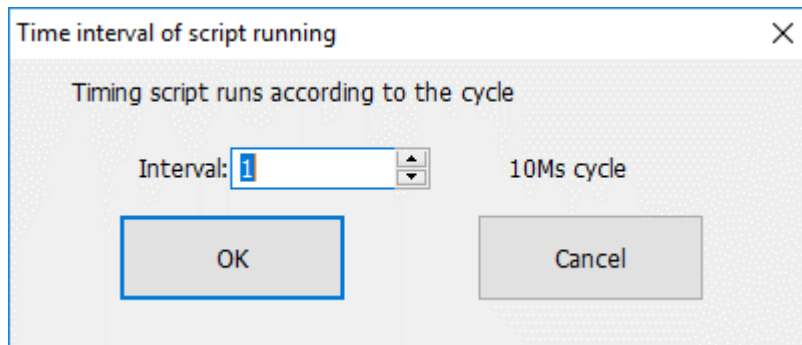 Time interval of script running
Timing script runs according to the cycle
Interval: 1 10Ms cycle
OK Cancel